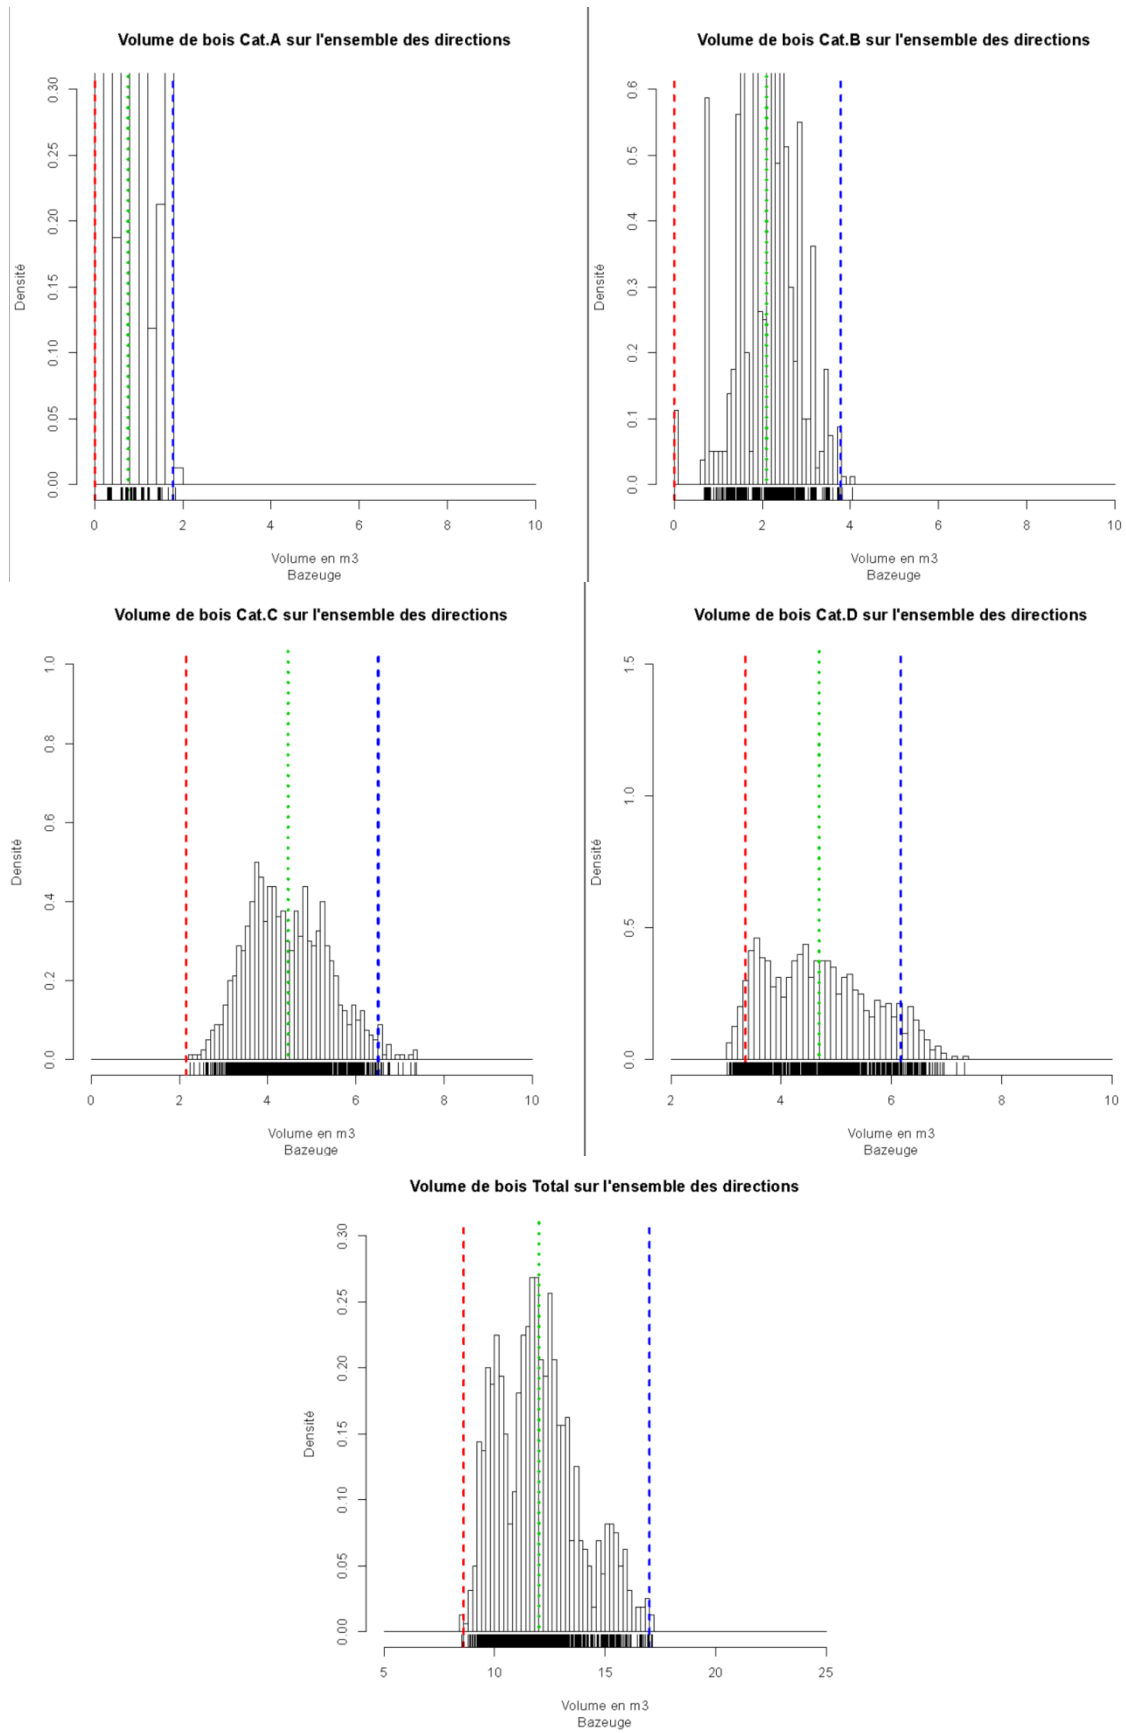 Volume de bois Cat.A sur l'ensemble des directions
Densité
0.30
0.25
0.20
0.15
0.10
0.05
0.00
0 2 4 6 8 10
Volume en m3
Bazeuge
Volume de bois Cat.B sur l'ensemble des directions
Densité
0.6
0.5
0.4
0.3
0.2
0.1
0.0
0 2 4 6 8 10
Volume en m3
Bazeuge
Volume de bois Cat.C sur l'ensemble des directions
Densité
1.0
0.8
0.6
0.4
0.2
0.0
0 2 4 6 8 10
Volume en m3
Bazeuge
Volume de bois Cat.D sur l'ensemble des directions
Densité
1.5
1.0
0.5
0.0
2 4 6 8 10
Volume en m3
Bazeuge
Volume de bois Total sur l'ensemble des directions
Densité
0.30
0.25
0.20
0.15
0.10
0.05
0.00
5 10 15 20 25
Volume en m3
Bazeuge